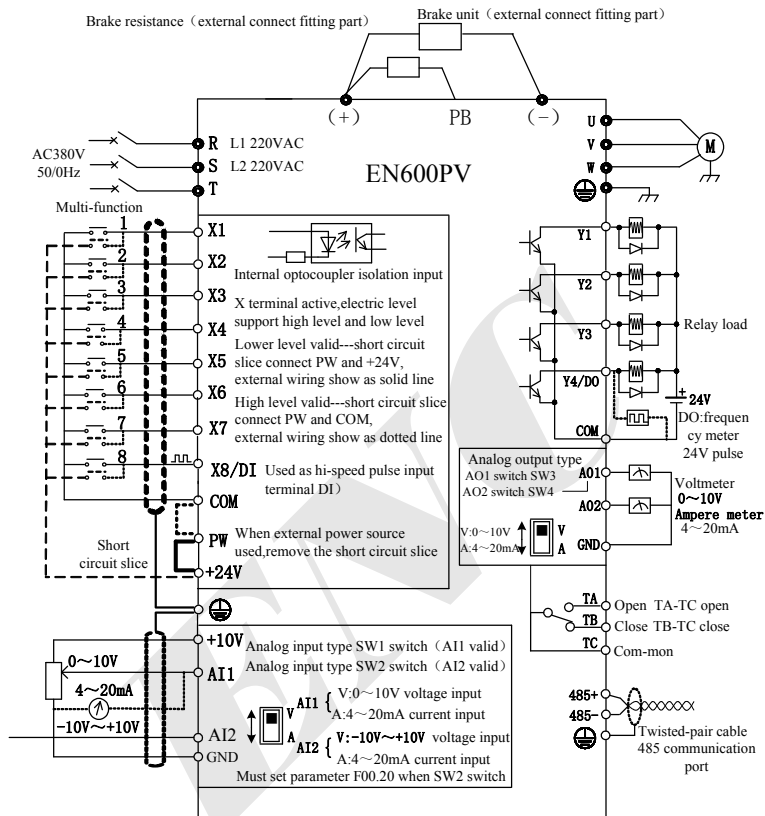 Brake resistance（external connect fitting part）
Brake unit（external connect fitting part）
(+)
PB
(-)
AC380V
50/0Hz
R L1 220VAC
S L2 220VAC
T
EN600PV
U
V
W
M
Multi-function
1
X1
2
X2
3
X3
4
X4
5
X5
6
X6
7
X7
8
X8/DI
COM
PW
+24V
Short
circuit slice
Internal optocoupler isolation input
X terminal active,electric level
support high level and low level
Lower level valid---short circuit
slice connect PW and +24V,
external wiring show as solid line
High level valid---short circuit slice
connect PW and COM,
external wiring show as dotted line
Used as hi-speed pulse input
terminal DI）
When external power source
used,remove the short circuit slice
Y1
Y2
Y3
Y4/DO
COM
Relay load
+
24V
DO:frequen
cy meter
24V pulse
Analog output type
AO1 switch SW3
AO2 switch SW4
V:0～10V
A:4～20mA
V
A
AO1
AO2
GND
Voltmeter
0～10V
Ampere meter
4～20mA
TA
TB
TC
Open TA-TC open
Close TB-TC close
Com-mon
485+
485-
Twisted-pair cable
485 communication
port
+10V
AI1
AI2
GND
0～10V
4～20mA
-10V～+10V
Analog input type SW1 switch（AI1 valid）
Analog input type SW2 switch（AI2 valid）
V
A
AI1 { V:0～10V voltage input
A:4～20mA current input
AI2 { V:-10V～+10V voltage input
A:4～20mA current input
Must set parameter F00.20 when SW2 switch
ENC